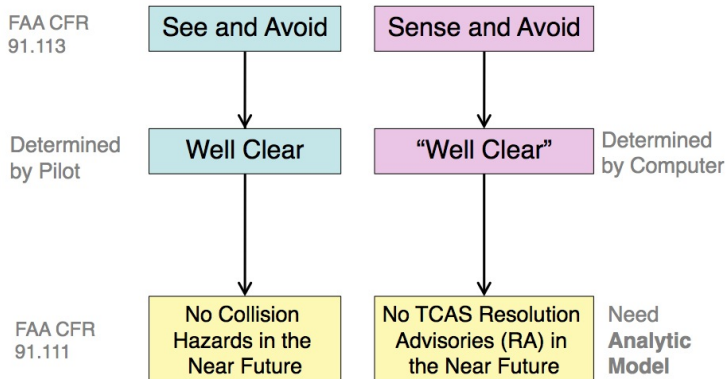 FAA CFR
91.113
See and Avoid
Sense and Avoid
Determined
by Pilot
Well Clear
“Well Clear”
Determined
by Computer
FAA CFR
91.111
No Collision
Hazards in the
Near Future
No TCAS Resolution
Advisories (RA) in
the Near Future
Need
Analytic
Model